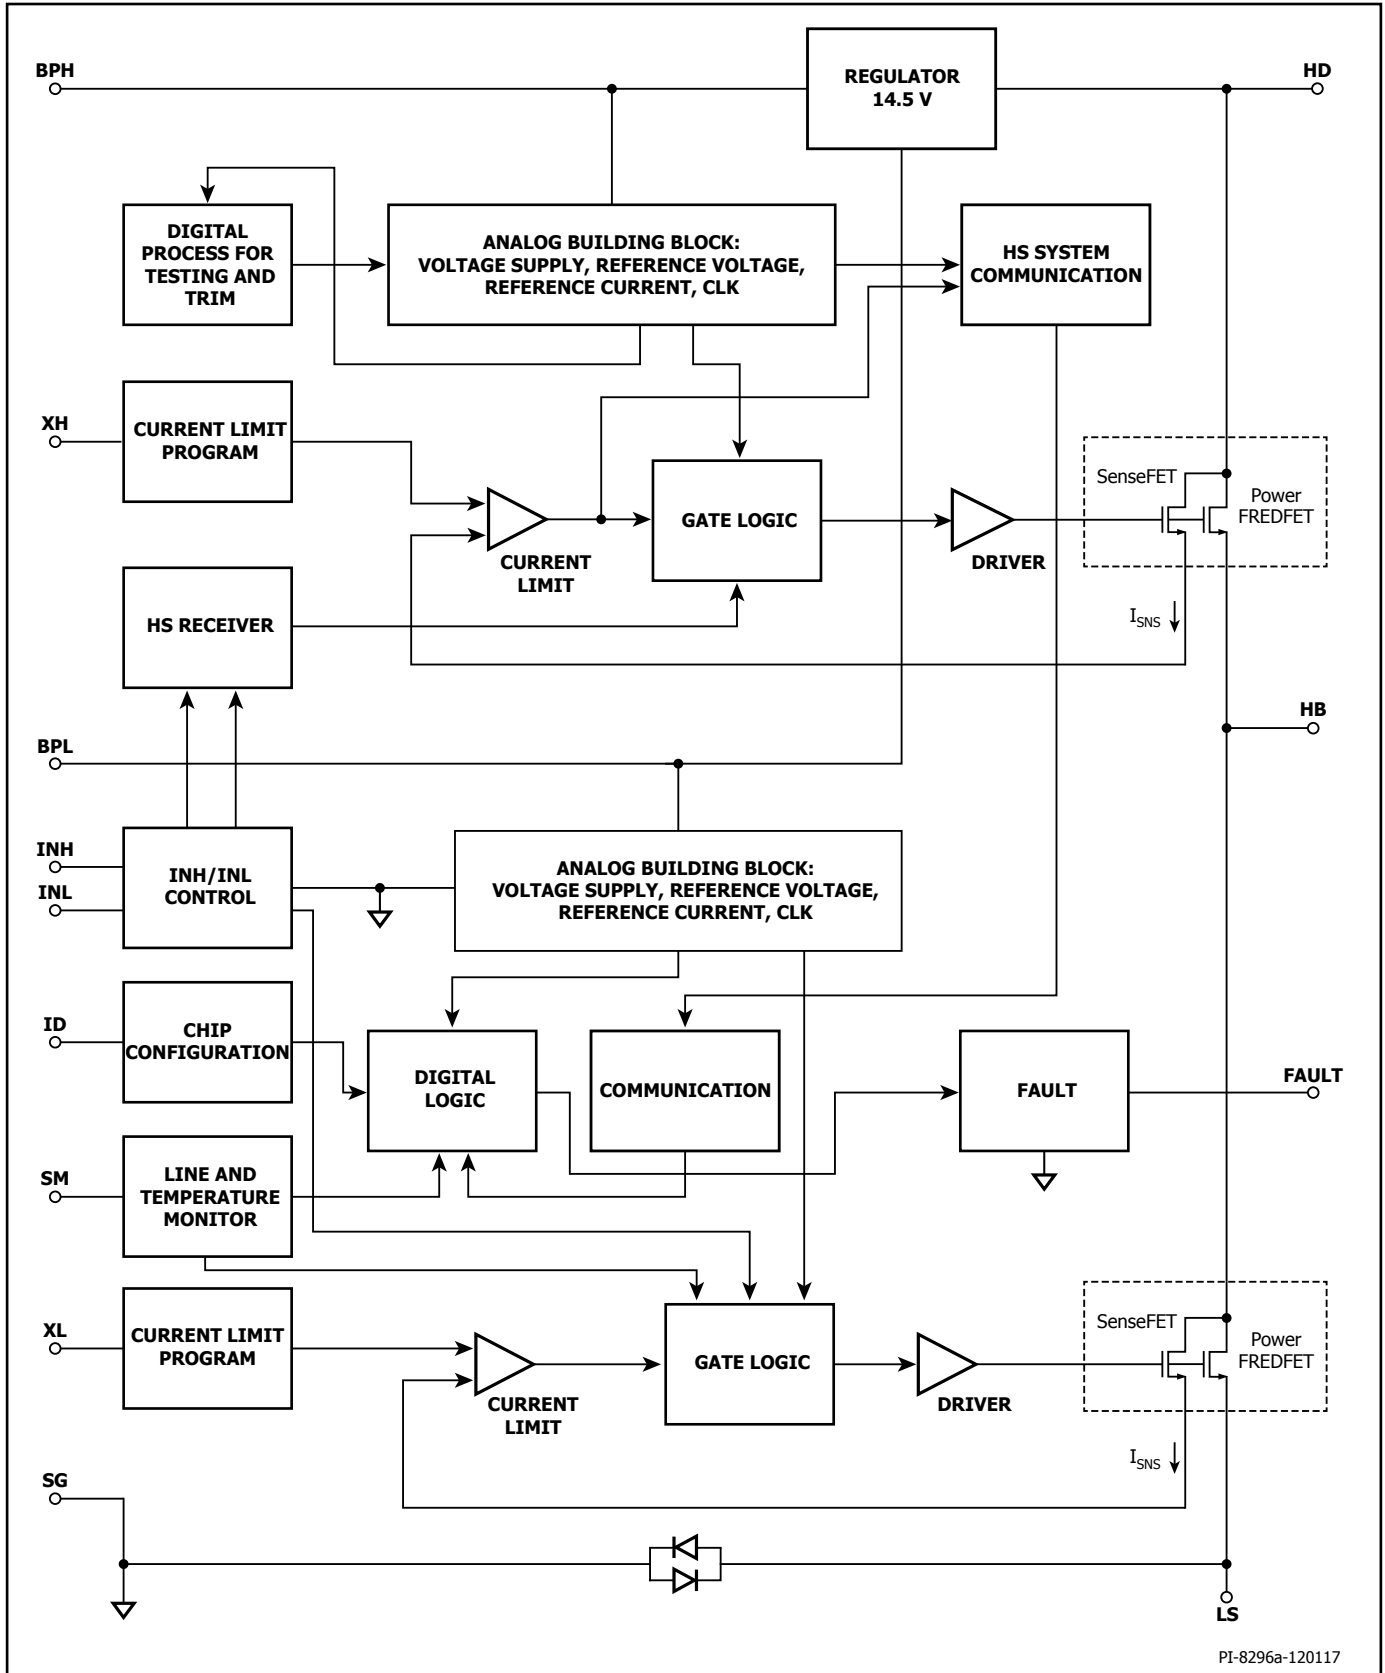 BPH
REGULATOR
14.5 V
HD
DIGITAL
PROCESS FOR
TESTING AND
TRIM
ANALOG BUILDING BLOCK:
VOLTAGE SUPPLY, REFERENCE VOLTAGE,
REFERENCE CURRENT, CLK
HS SYSTEM
COMMUNICATION
XH
CURRENT LIMIT
PROGRAM
CURRENT
LIMIT
GATE LOGIC
DRIVER
SenseFET
Power
FREDFET
HS RECEIVER
ISNS
HB
BPL
INH
INL
INH/INL
CONTROL
ANALOG BUILDING BLOCK:
VOLTAGE SUPPLY, REFERENCE VOLTAGE,
REFERENCE CURRENT, CLK
ID
CHIP
CONFIGURATION
DIGITAL
LOGIC
COMMUNICATION
FAULT
FAULT
SM
LINE AND
TEMPERATURE
MONITOR
XL
CURRENT LIMIT
PROGRAM
CURRENT
LIMIT
GATE LOGIC
DRIVER
SenseFET
Power
FREDFET
ISNS
SG
LS
PI-8296a-120117